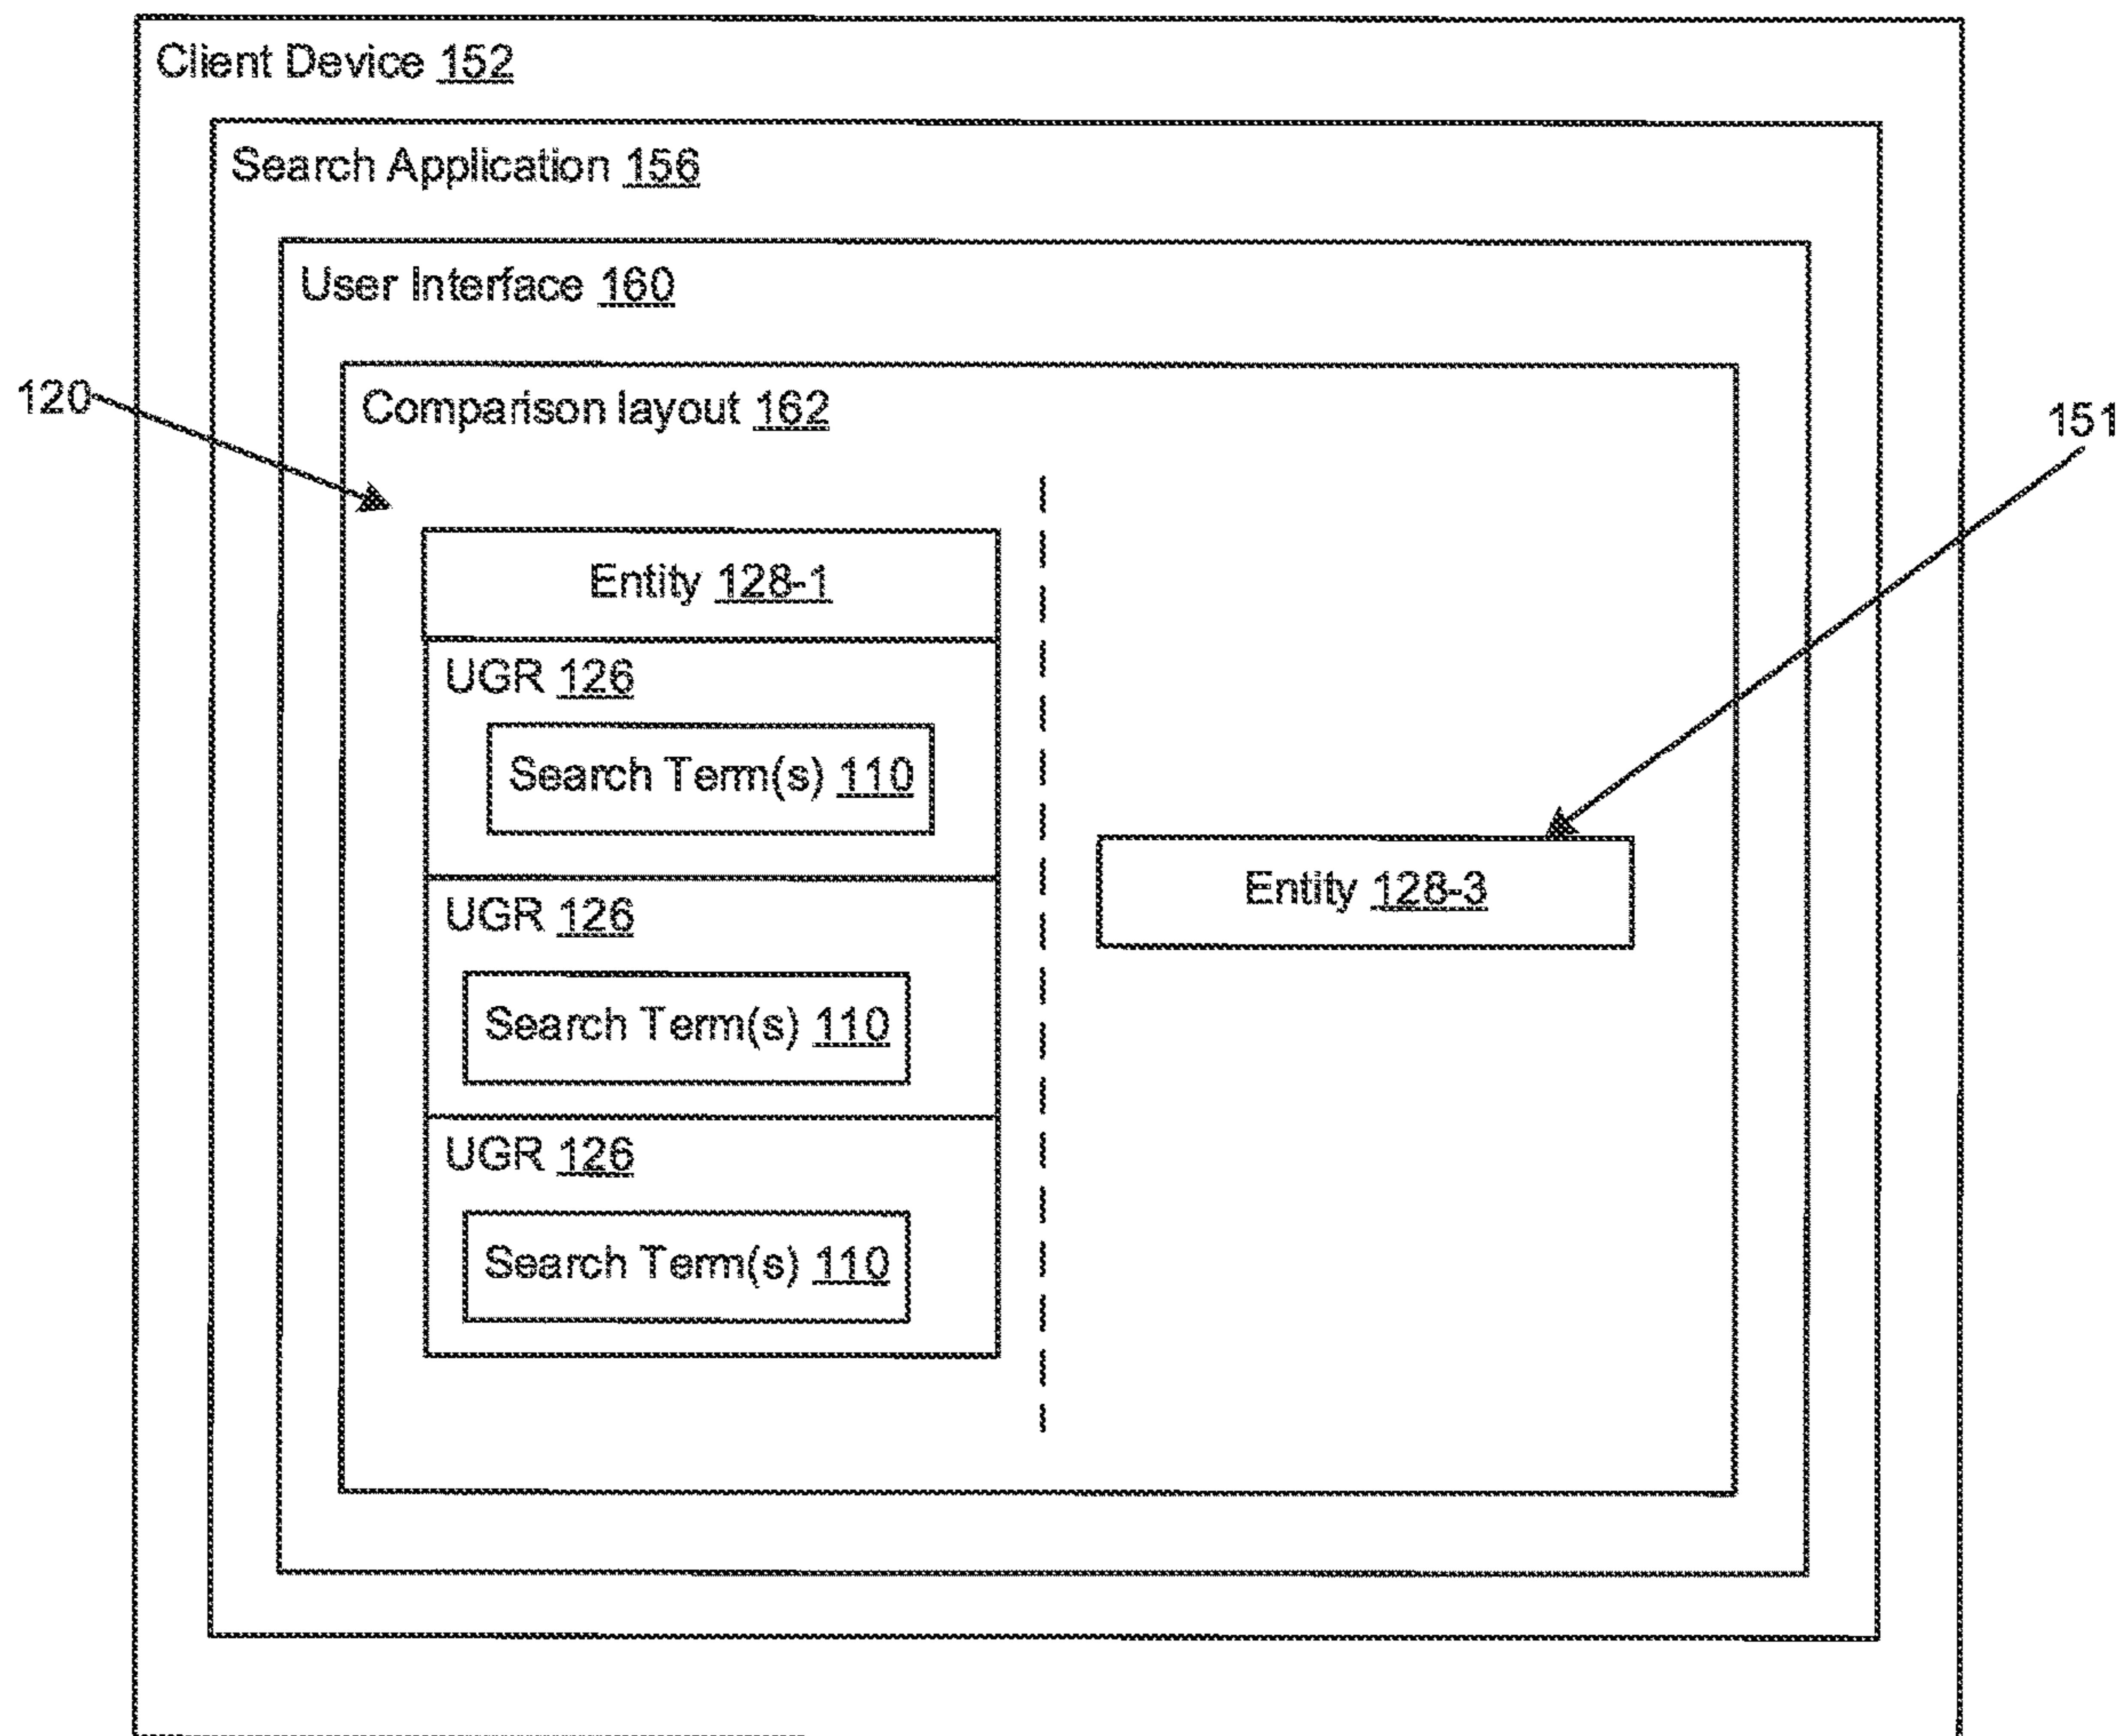 Client Device 152
Search Application 156
User Interface 160
120
Comparison layout 162
151
Entity 128-1
UGR 126
Search Term(s) 110
Entity 128-3
UGR 126
Search Term(s) 110
UGR 126
Search Term(s) 110